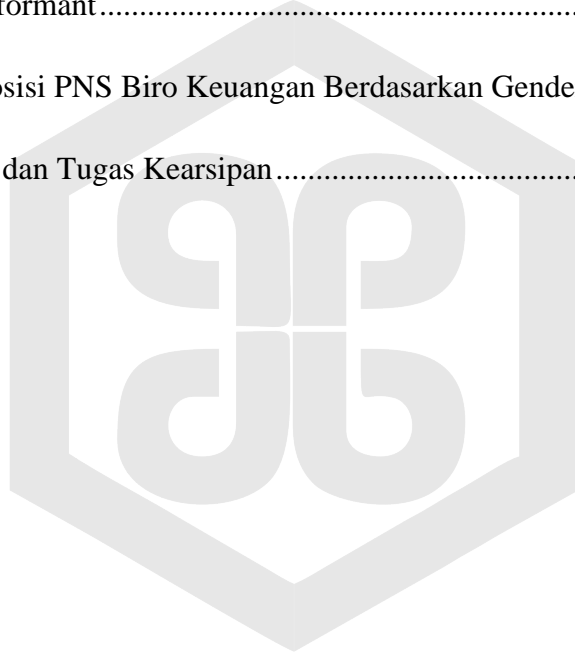 formant..................................................................
osisi PNS Biro Keuangan Berdasarkan Gende
dan Tugas Kearsipan..........................................